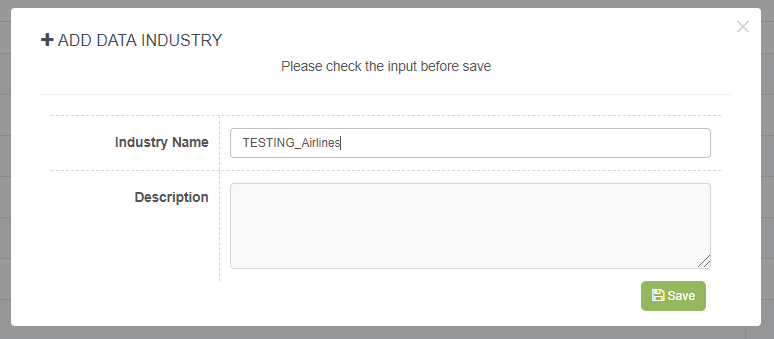 ADD DATA INDUSTRY
Please check the input before save
Industry Name TESTING_Airlines
Description
Save